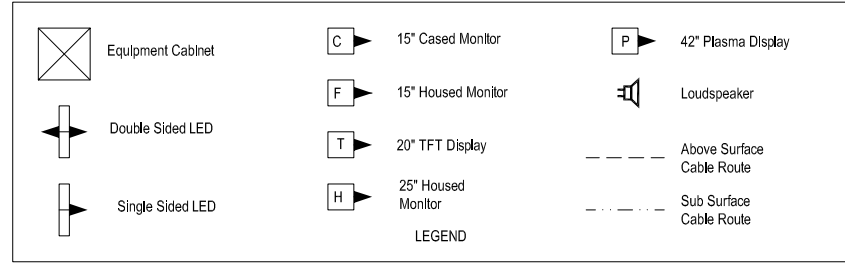 Equipment Cabinet
Double Sided LED
Single Sided LED
C
15" Cased Monitor
F
15" Housed Monitor
T
20" TFT Display
H
25" Housed
Monitor
LEGEND
P
42" Plasma Display
Loudspeaker
Above Surface
Cable Route
Sub Surface
Cable Route